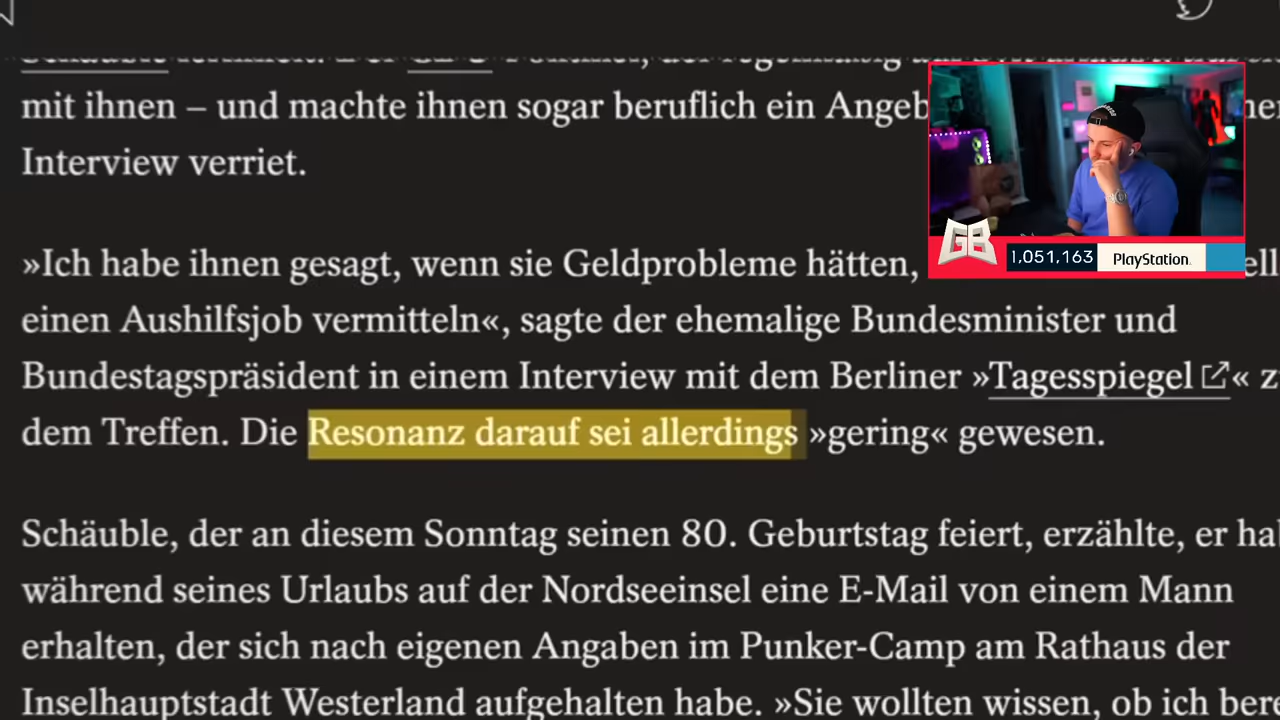 mit ihnen – und machte ihnen sogar beruflich ein
Interview verriet.
»Ich habe ihnen gesagt, wenn sie Geldprobleme hätten,
einen Aushilfsjob vermitteln«, sagte der ehemalige Bundesminister und
Bundestagspräsident in einem Interview mit dem Berliner »Tagesspiegel«
dem Treffen. Die Resonanz darauf sei allerdings »gering« gewesen.
Schäuble, der an diesem Sonntag seinen 80. Geburtstag feiert, erzählte, er
während seines Urlaubs auf der Nordseeinsel eine E-Mail von einem Mann
erhalten, der sich nach eigenen Angaben im Punker-Camp am Rathaus der
Inselhauptstadt Westerland aufgehalten habe. »Sie wollten wissen, ob ich
GB
1,051,163
PlayStation